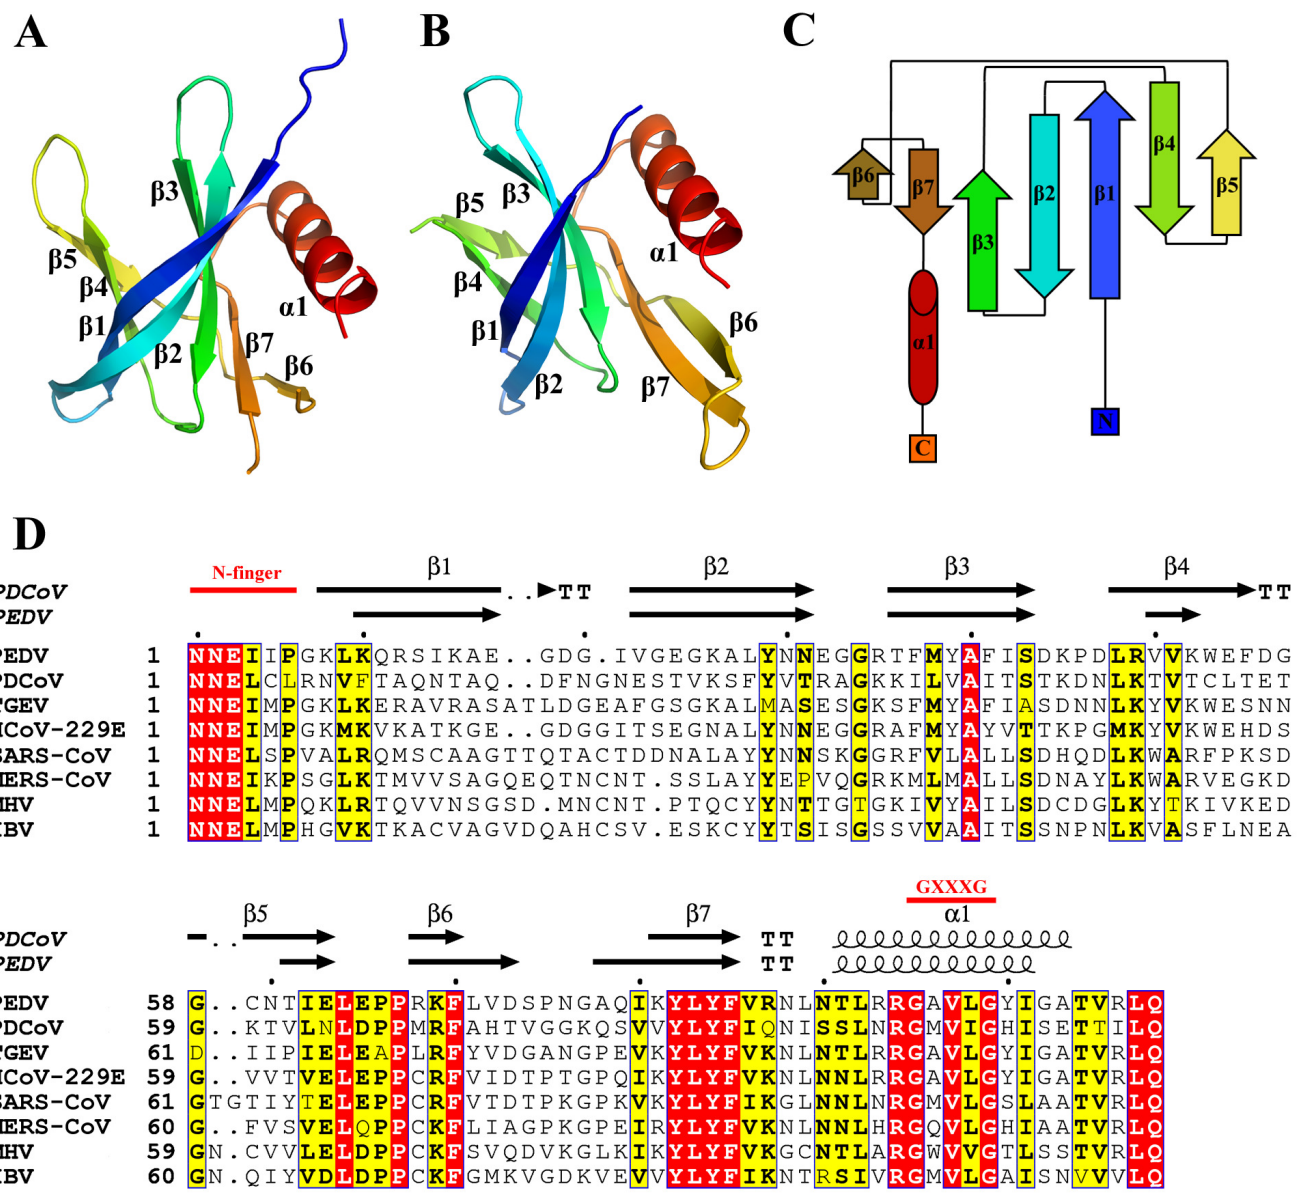 A
B
C
β3
β5
β4
β1
β2
α1
β7
β6
β3
β5
β4
β1
β2
α1
β6
β7
β6
β7
β3
β2
β1
β4
β5
α1
C
N
D
N-finger β1 β2 β3 β4
PDCoV ..TT TT
PEDV
PEDV 1 NNEIIPGKLKQRSIKAE..GDG.IVGEGKALYNNEGGRTFMYAFISDKPDLRVVKWEFDG
PDCoV 1 NNELCLRNVFTAQNTAQ..DFNGNESTVKSFYVTRAGKKILVAITSTKDNLKTVTCLTET
TGEV 1 NNEIMPGKLKERAVRASATLDGEAFGSGKALMASESGKSFMYAFIASDNNLKYVKWESNN
HCoV-229E 1 NNEIMPGKMKVKATKGE..GDGGITSEGNALYNNEGGRAFMYAYVTTKPGMKYVKWEHDS
SARS-CoV 1 NNELSPVALRQMSCAAGTTQTACTDDNALAYYNNSKGGRFVLALLSDHQDLKWARFPKSD
MERS-CoV 1 NNEIKPSGLKTMVVSAGQEQTNCNT.SSLAYYEPVQGRKMLMALLSDNAYLKWARVEGKD
MHV 1 NNELMPQKLRTQVVNSGSD.MNCNT.PTQCYYNTTGTGKIVYAILSDCDGLKYTKIVKED
IBV 1 NNELMPHGVKTKACVAGVDQAHCSV.ESKCYYTSISGSSVVAAITSSNPNLKVASFLNEA
GXXXG
β5 β6 β7 α1
PDCoV .. TT
PEDV TT
PEDV 58 G..CNTIELEPPRKFLVDSPNGAQIKYLYFVRNLNTLRRGAVLGYIGATVRLQ
PDCoV 59 G..KTVLNLDPPMRFAHTVGGKQSVVYLYFIQNISSLNRGMVIGHISETTILQ
TGEV 61 D..IIPIELEAPLRFYVDGANGPEVKYLYFVKNLNTLRRGAVLGYIGATVRLQ
HCoV-229E 59 G..VVTVELEPPCRFVIDTPTGPQIKYLYFVKNLNNLRRGAVLGYIGATVRLQ
SARS-CoV 61 GTGTIYTELEPPCRFVTDTPKGPKVKYLYFIKGLNNLNRGMVLGSLAATVRLQ
MERS-CoV 60 G..FVSVELQPPCKFLIAGPKGPEIRYLYFVKNLNNLHRGQVLGHIAATVRLQ
MHV 59 GN.CVVLELDPPCKFSVQDVKGLKIKYLYFVKGCNTLARGWVVGTLSSTVRLQ
IBV 60 GN.QIYVDLDPPCKFGMKVGDKVEVVYLYFIKNTRSIVRGMVLGAISNVVVLQ